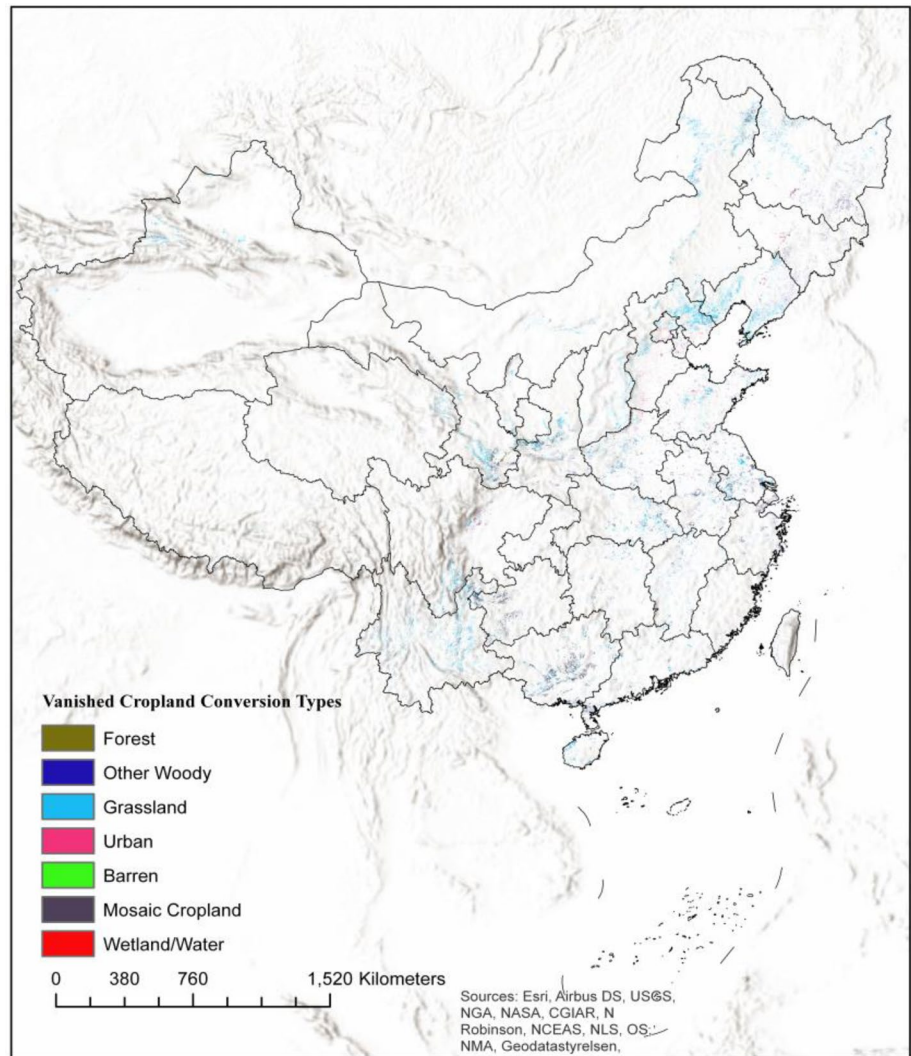 Vanished Cropland Conversion Types
Forest
Other Woody
Grassland
Urban
Barren
Mosaic Cropland
Wetland/Water
0 380 760 1,520 Kilometers
Sources: Esri, Airbus DS, USGS,
NGA, NASA, CGIAR, N
Robinson, NCEAS, NLS, OS,
NMA, Geodatastyrelsen,